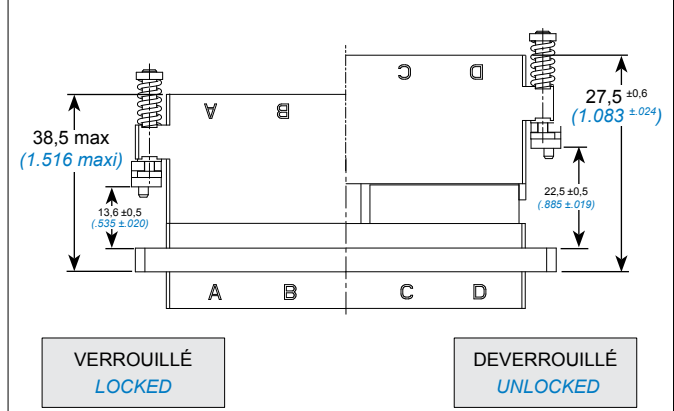 C D
A B
27,5 ±0,6
(1.083 ±.024)
38,5 max
(1.516 maxi)
22,5 ±0,5
(.885 ±.019)
13,6 ±0,5
(.535 ±.020)
A B C D
VERROUILLÉ
LOCKED
DEVERROUILLÉ
UNLOCKED